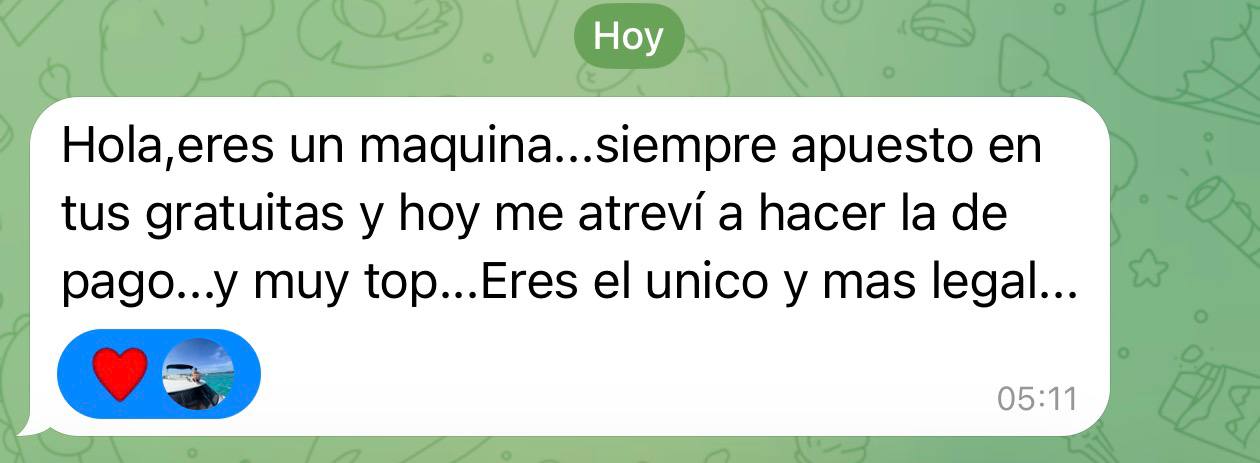 Hoy
Hola,eres un maquina...siempre apuesto en
tus gratuitas y hoy me atreví a hacer la de
pago...y muy top...Eres el unico y mas legal...
05:11